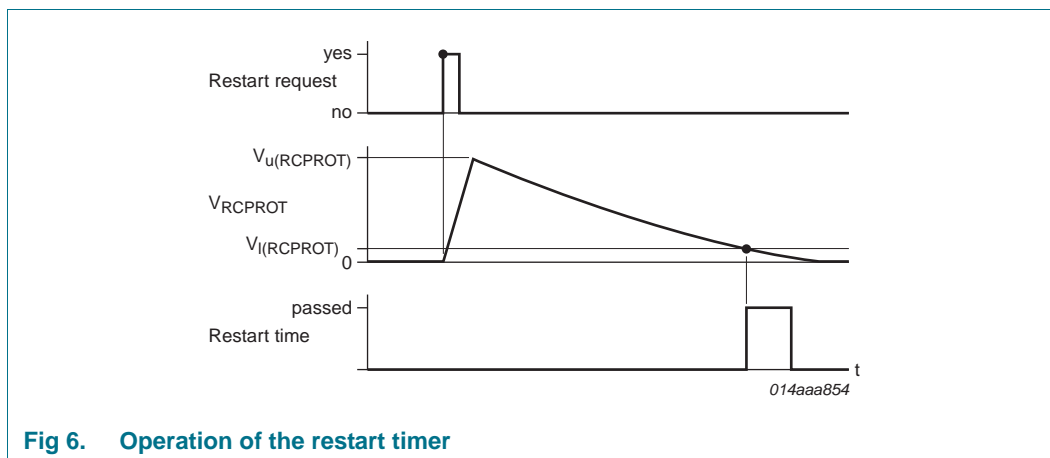 yes
Restart request
no
Vu(RCPROT)
VRCPROT
Vl(RCPROT)
0
passed
Restart time
t
014aaa854
Fig 6. Operation of the restart timer